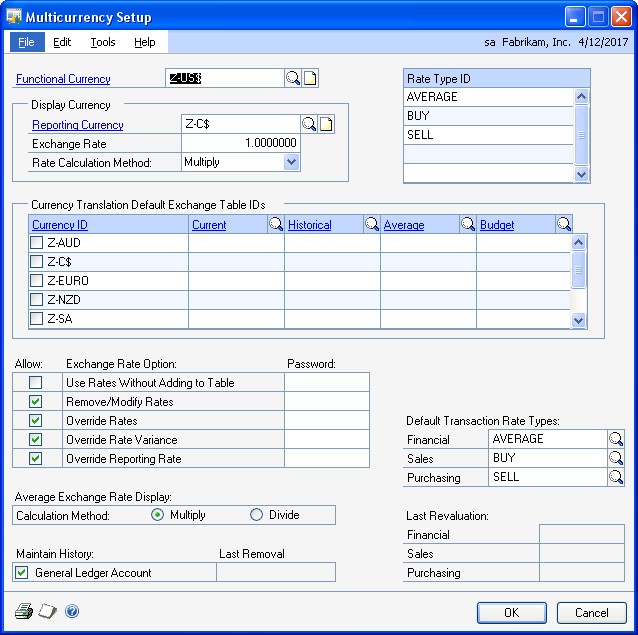 Multicurrency Setup
File Edit Tools Help sa Fabrikam, Inc. 4/12/2017
Functional Currency Z-US$
Display Currency
Reporting Currency Z-C$
Exchange Rate 1.0000000
Rate Calculation Method: Multiply
Rate Type ID
AVERAGE
BUY
SELL
Currency Translation Default Exchange Table IDs
Currency ID Current Historical Average Budget
Z-AUD
Z-C$
Z-EURO
Z-NZD
Z-SA
Allow: Exchange Rate Option: Password:
Use Rates Without Adding to Table
Remove/Modify Rates
Override Rates
Override Rate Variance
Override Reporting Rate
Default Transaction Rate Types:
Financial AVERAGE
Sales BUY
Purchasing SELL
Average Exchange Rate Display:
Calculation Method: Multiply Divide
Last Revaluation:
Financial
Sales
Purchasing
Maintain History: Last Removal
General Ledger Account
OK Cancel